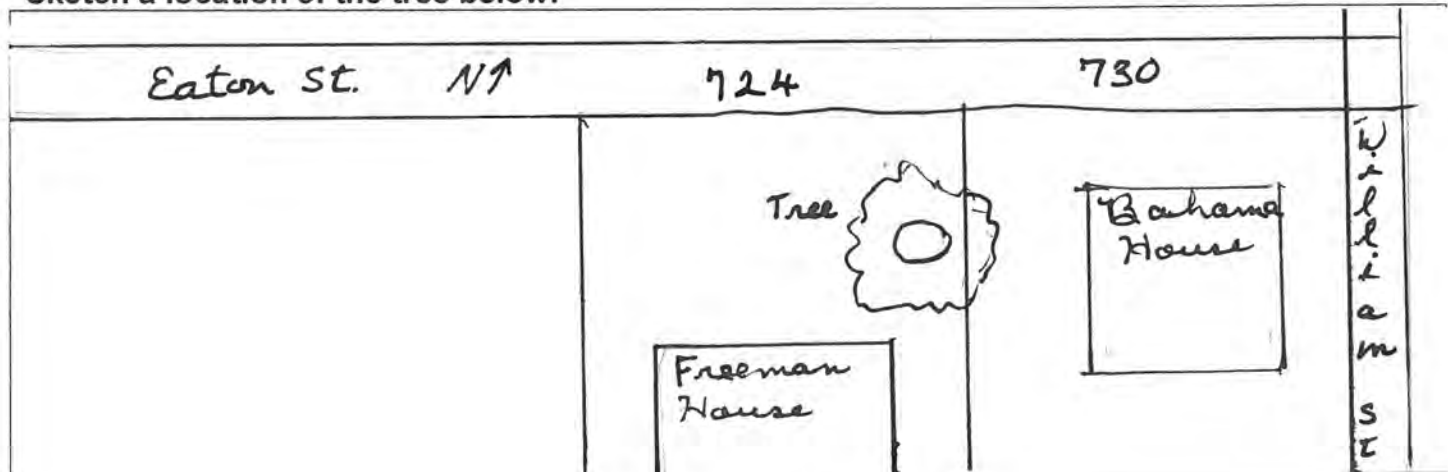 Sketch a location of the tree below:
Eaton St. N↑ 724 730
Tree
Bahama
House
Freeman
House
William St